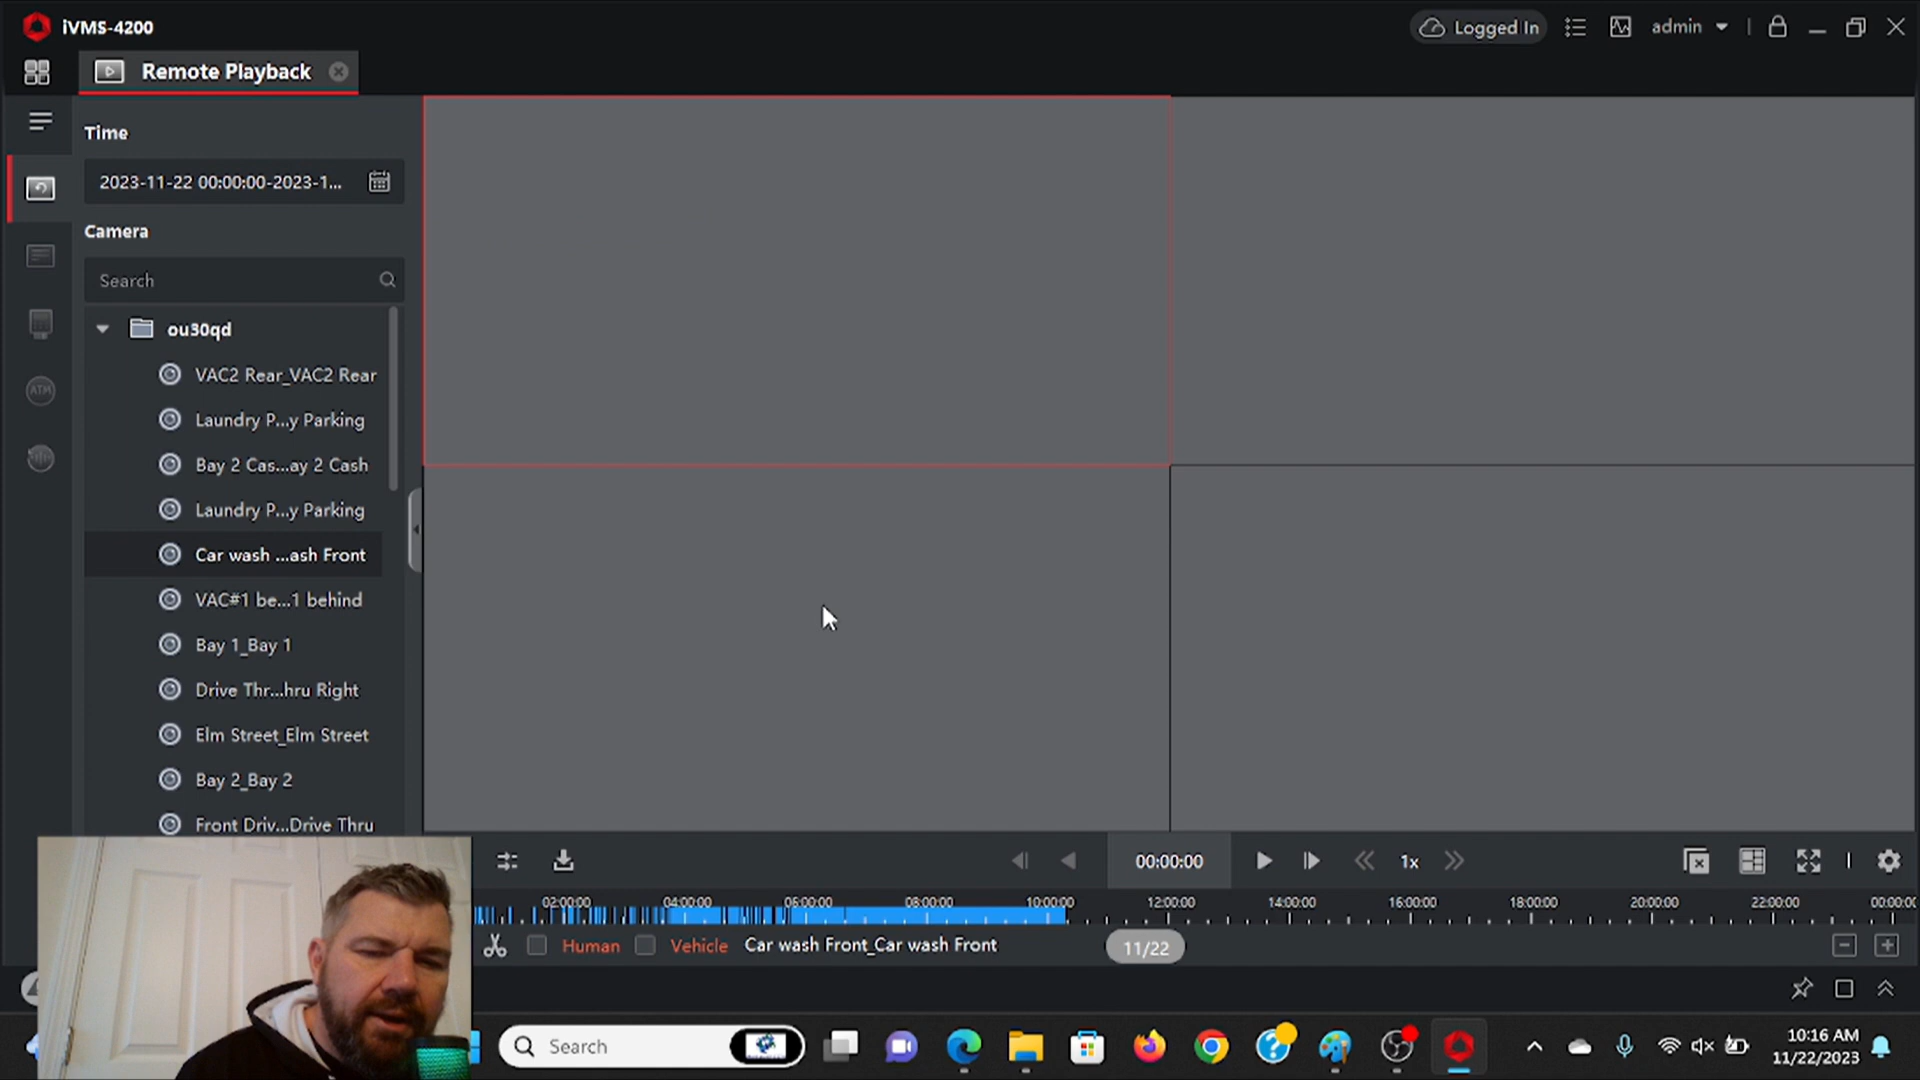 iVMS-4200
Logged In
admin
Remote Playback
Time
2023-11-22 00:00:00-2023-1...
Camera
Search
ou30qd
VAC2 Rear_VAC2 Rear
Laundry P...y Parking
Bay 2 Cas...ay 2 Cash
Laundry P...y Parking
Car wash ...ash Front
VAC#1 be...1 behind
Bay 1_Bay 1
Drive Thr...hru Right
Elm Street_Elm Street
Bay 2_Bay 2
Front Driv...Drive Thru
ATM
00:00:00
1x
02:00:00 04:00:00 06:00:00 08:00:00 10:00:00 12:00:00 14:00:00 16:00:00 18:00:00 20:00:00 22:00:00 00:00:0
Human Vehicle Car wash Front_Car wash Front 11/22
Search
10:16 AM
11/22/2023